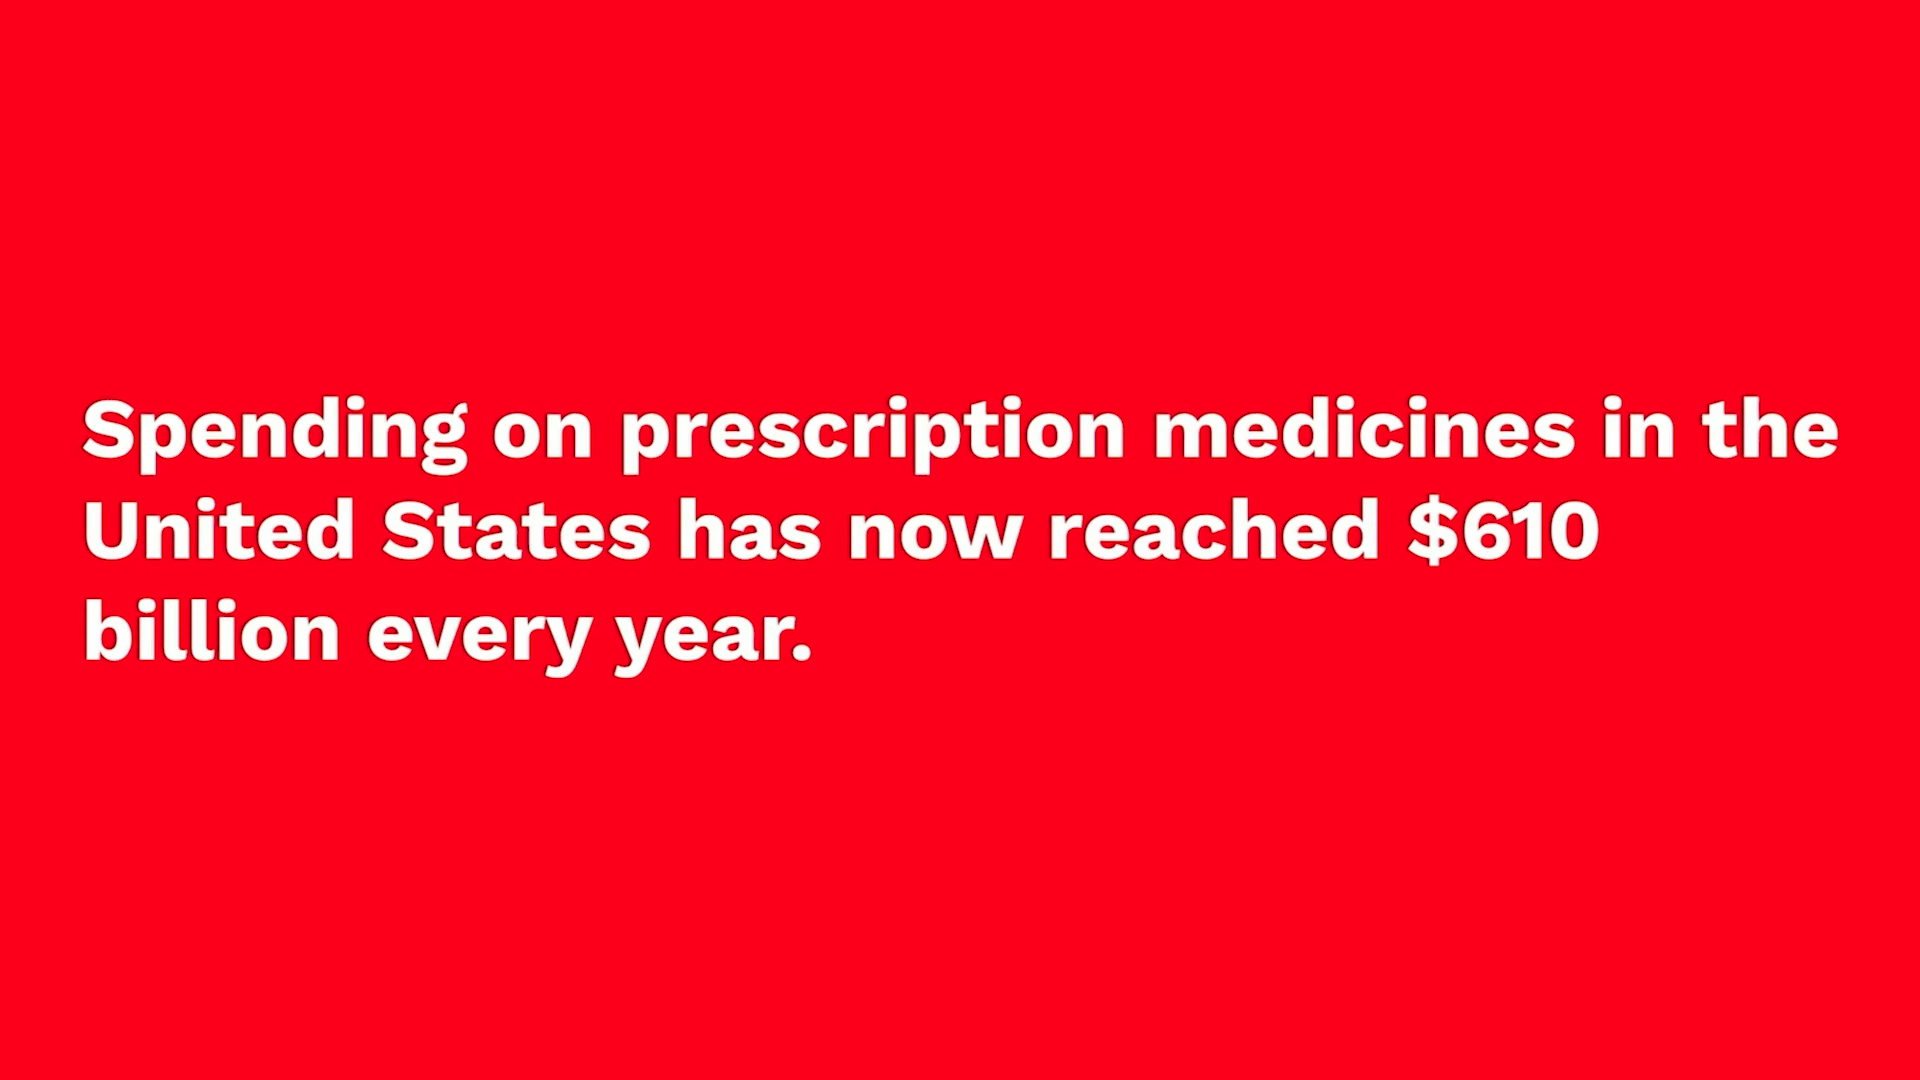 Spending on prescription medicines in the
United States has now reached $610
billion every year.